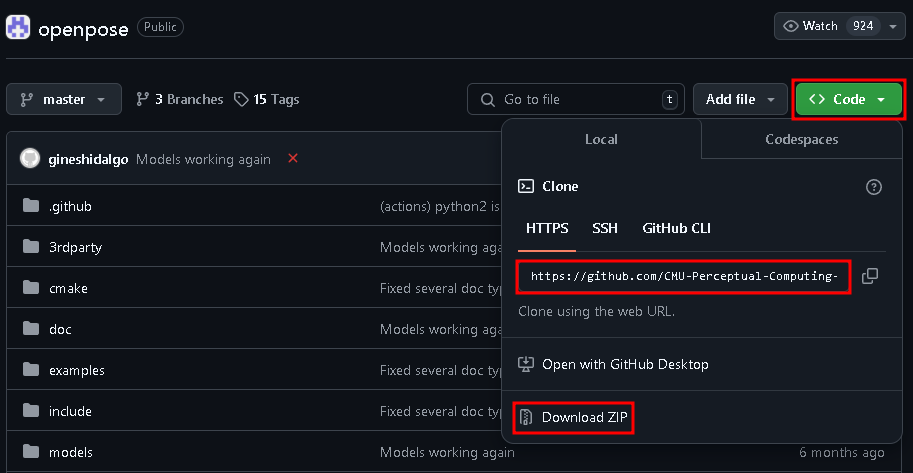 openpose Public Watch 924
master 3 Branches 15 Tags Go to file t Add file <> Code
Local Codespaces
gineshidalgo Models working again
Clone
.github (actions) python2 is
HTTPS SSH GitHub CLI
3rdparty Models working aga
https://github.com/CMU-Perceptual-Computing-
cmake Fixed several doc typ
Clone using the web URL.
doc Models working aga
Open with GitHub Desktop
examples Fixed several doc typ
include Fixed several doc typ
Download ZIP
models Models working again 6 months ago